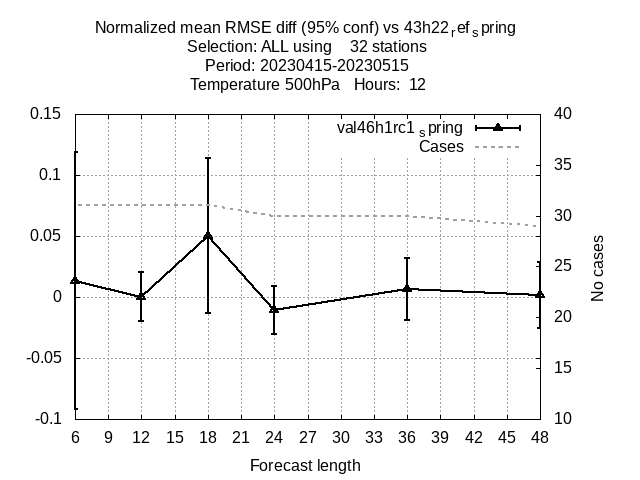 Normalized mean RMSE diff (95% conf) vs 43h22refspring
Selection: ALL using 32 stations
Period: 20230415-20230515
Temperature 500hPa Hours: 12
val46h1rc1spring
Cases
0.15
0.1
0.05
0
-0.05
-0.1
40
35
30
25
20
15
10
No cases
6 9 12 15 18 21 24 27 30 33 36 39 42 45 48
Forecast length